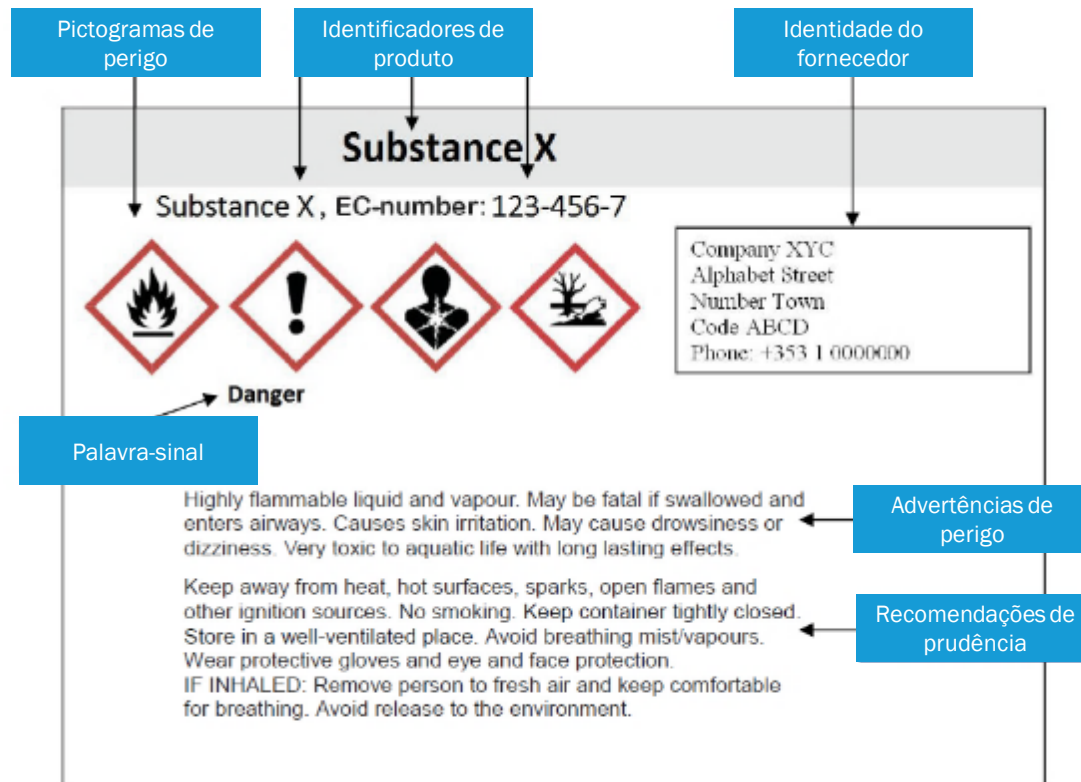 Pictogramas de
perigo
Identificadores de
produto
Identidade do
fornecedor
Substance X
Substance X, EC-number: 123-456-7
Company XYC
Alphabet Street
Number Town
Code ABCD
Phone: +353 1 0000000
Danger
Palavra-sinal
Highly flammable liquid and vapour. May be fatal if swallowed and
enters airways. Causes skin irritation. May cause drowsiness or
dizziness. Very toxic to aquatic life with long lasting effects.
Advertências de
perigo
Keep away from heat, hot surfaces, sparks, open flames and
other ignition sources. No smoking. Keep container tightly closed.
Store in a well-ventilated place. Avoid breathing mist/vapours.
Wear protective gloves and eye and face protection.
IF INHALED: Remove person to fresh air and keep comfortable
for breathing. Avoid release to the environment.
Recomendações de
prudência